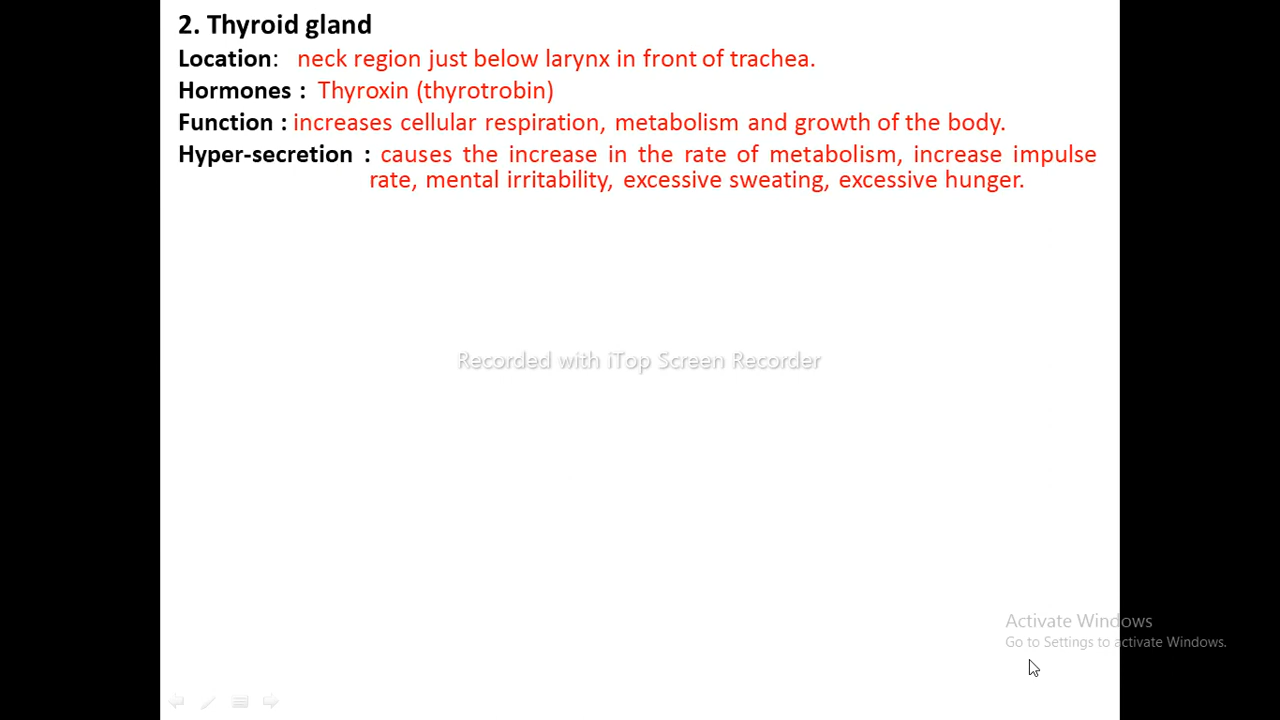 2. Thyroid gland
Location: neck region just below larynx in front of trachea.
Hormones : Thyroxin (thyrotrobin)
Function : increases cellular respiration, metabolism and growth of the body.
Hyper-secretion : causes the increase in the rate of metabolism, increase impulse
rate, mental irritability, excessive sweating, excessive hunger.
Recorded with iTop Screen Recorder
Activate Windows
Go to Settings to activate Windows.